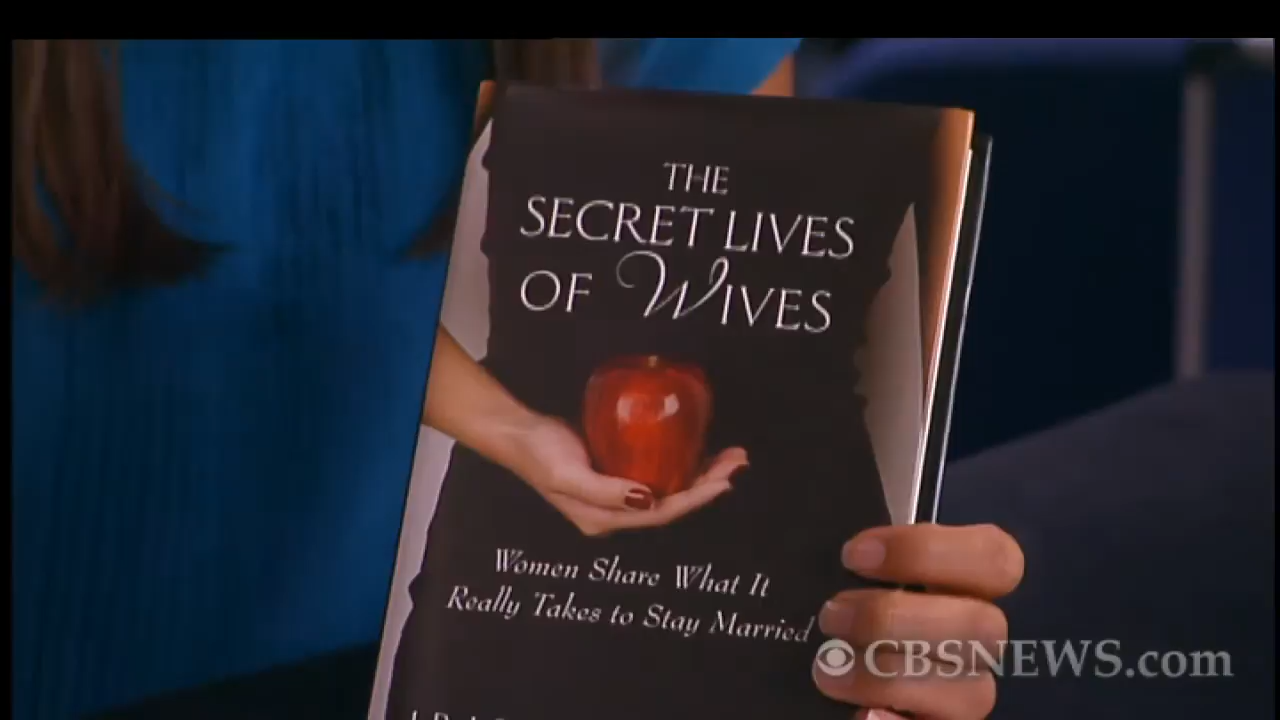 THE
SECRET LIVES
OF WIVES
Women Share What It
Really Takes to Stay Married
CBSNEWS.com